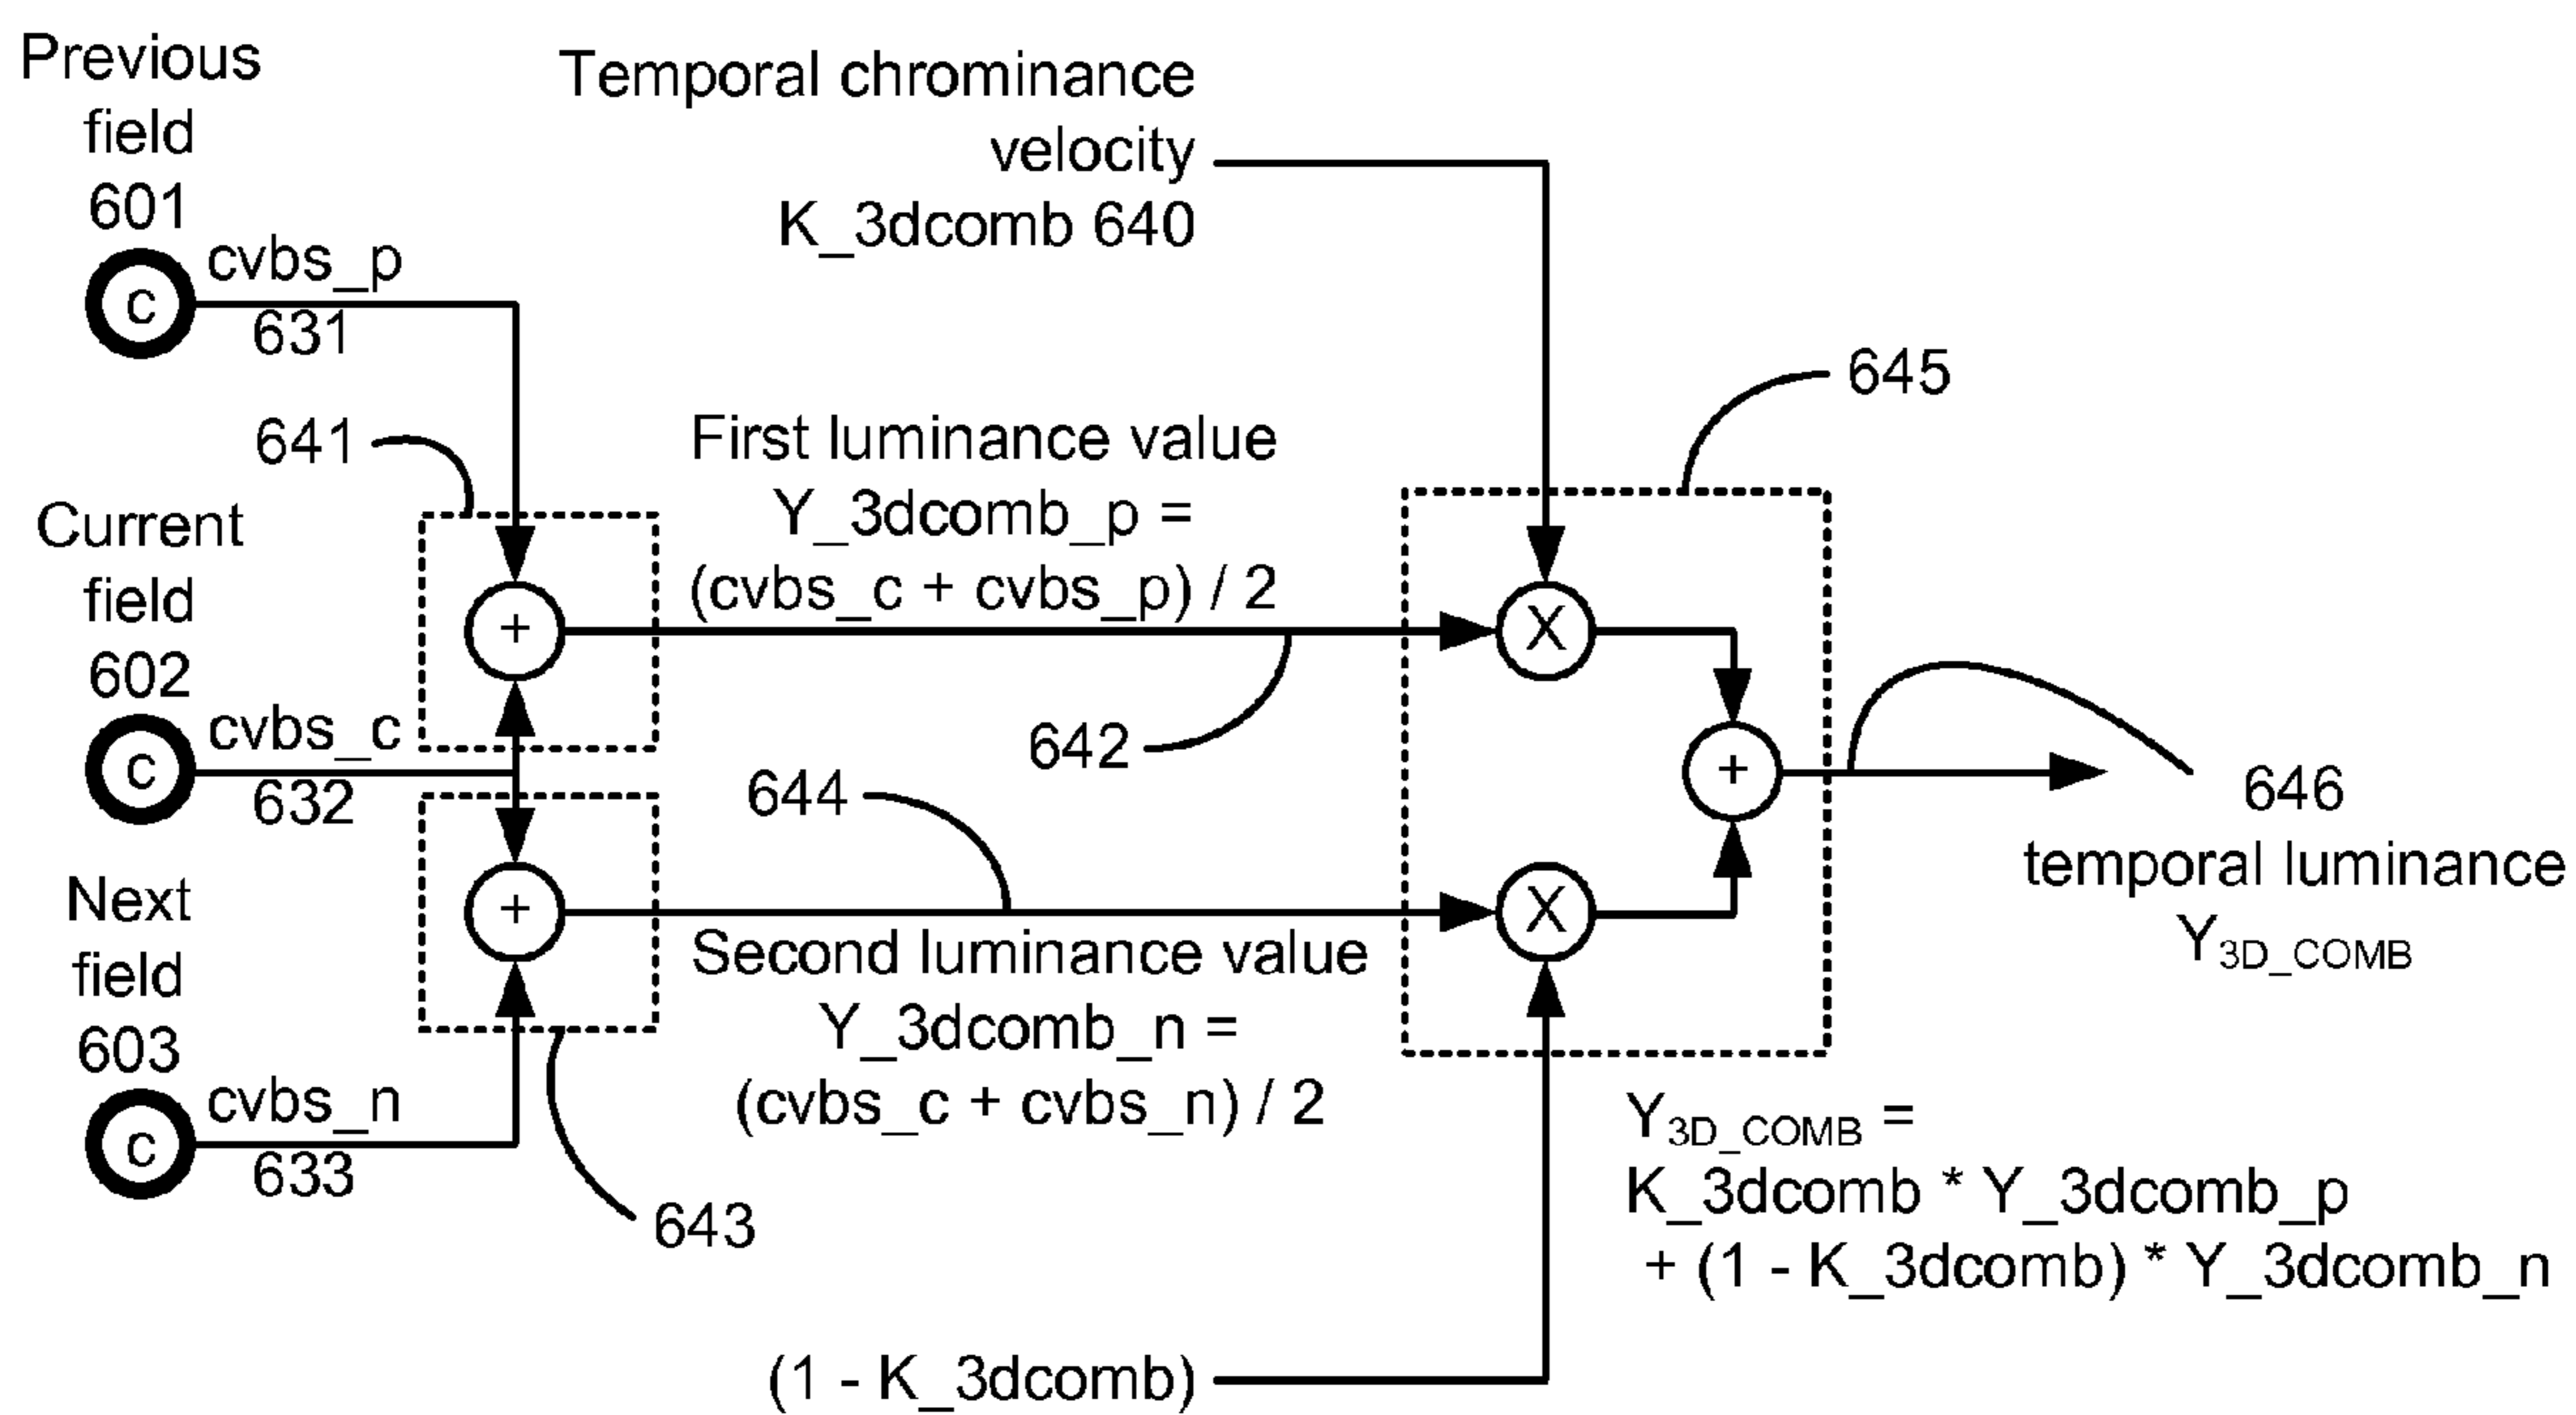 Previous
field
601
c
cvbs_p
631
Temporal chrominance
velocity
K_3dcomb 640
645
641
First luminance value
Y_3dcomb_p =
(cvbs_c + cvbs_p) / 2
Current
field
602
c
cvbs_c
632
+
X
642
644
+
646
temporal luminance
Y3D_COMB
Next
field
603
c
cvbs_n
633
+
X
Second luminance value
Y_3dcomb_n =
(cvbs_c + cvbs_n) / 2
643
Y3D_COMB =
K_3dcomb * Y_3dcomb_p
+ (1 - K_3dcomb) * Y_3dcomb_n
(1 - K_3dcomb)